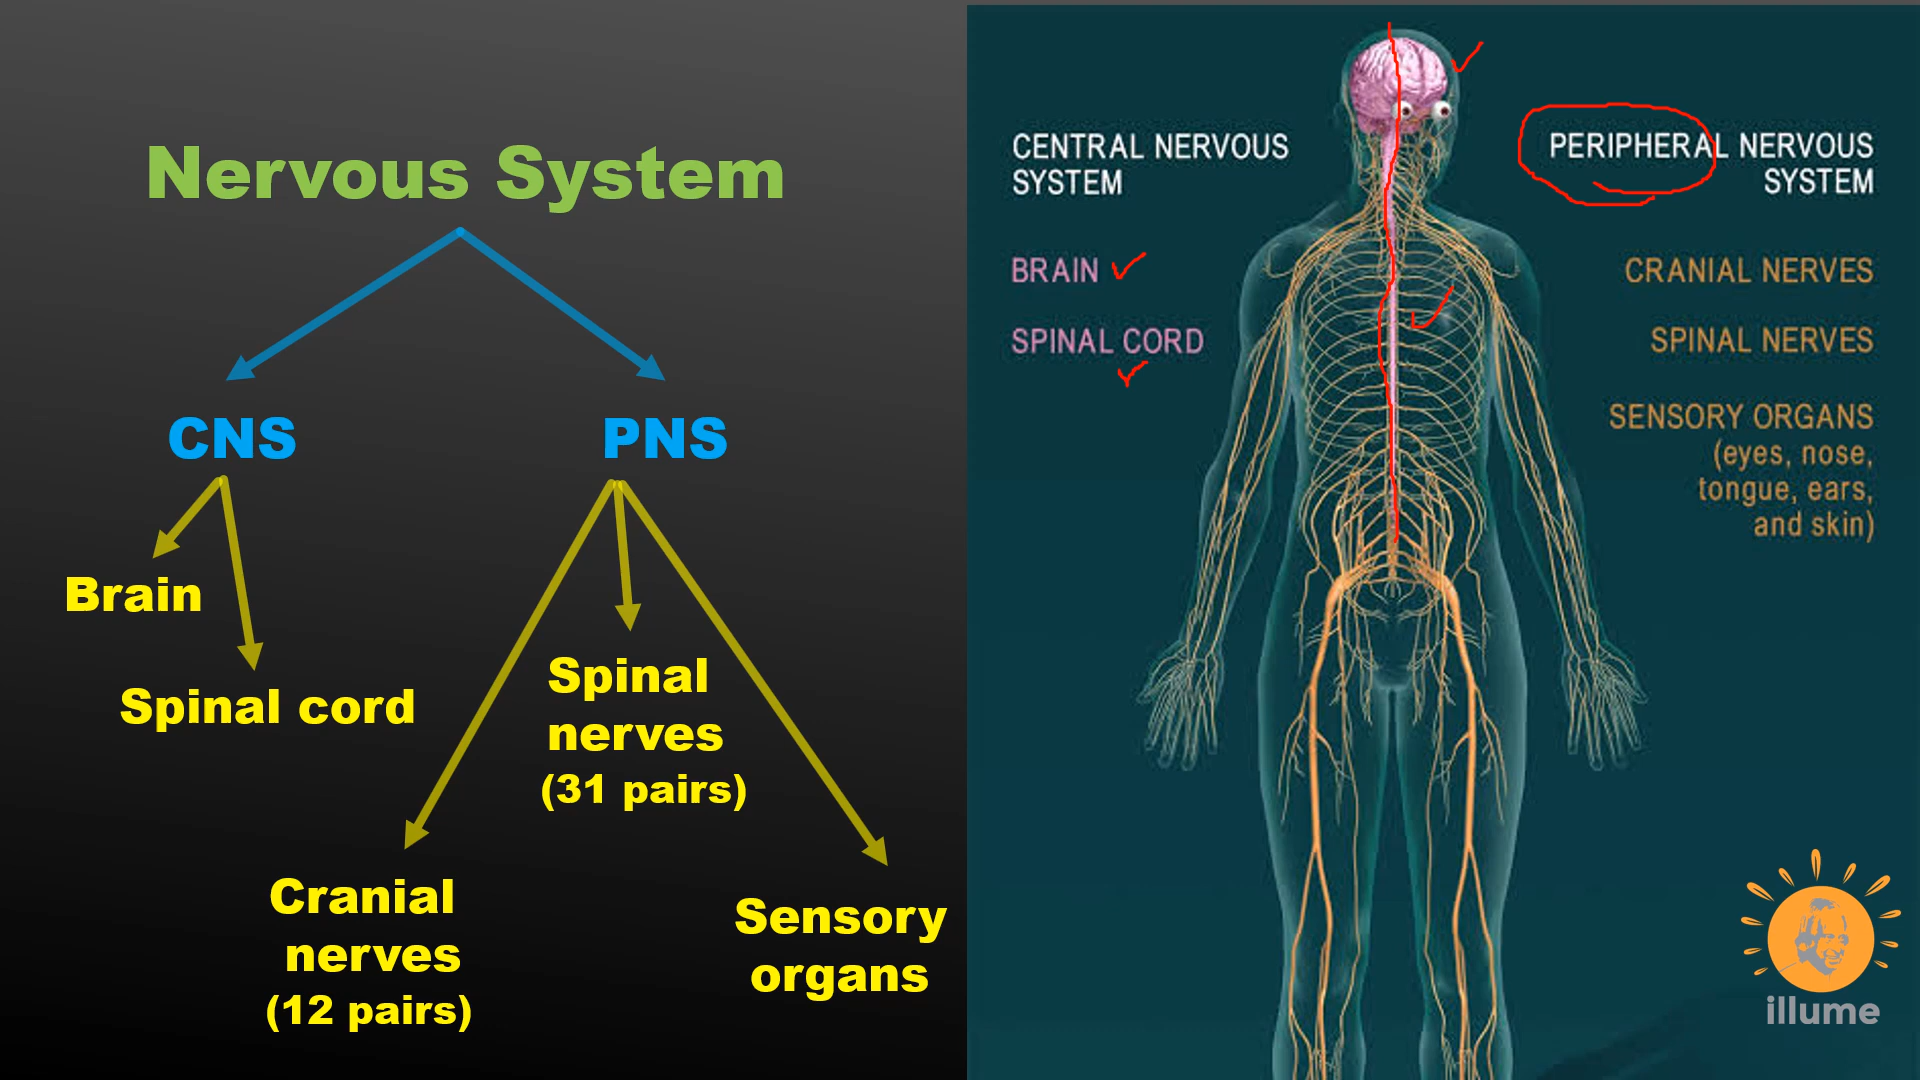 Nervous System
CNS
PNS
Brain
Spinal cord
Spinal
nerves
(31 pairs)
Cranial
nerves
(12 pairs)
Sensory
organs
CENTRAL NERVOUS
SYSTEM
BRAIN
SPINAL CORD
PERIPHERAL NERVOUS
SYSTEM
CRANIAL NERVES
SPINAL NERVES
SENSORY ORGANS
(eyes, nose,
tongue, ears,
and skin)
illume